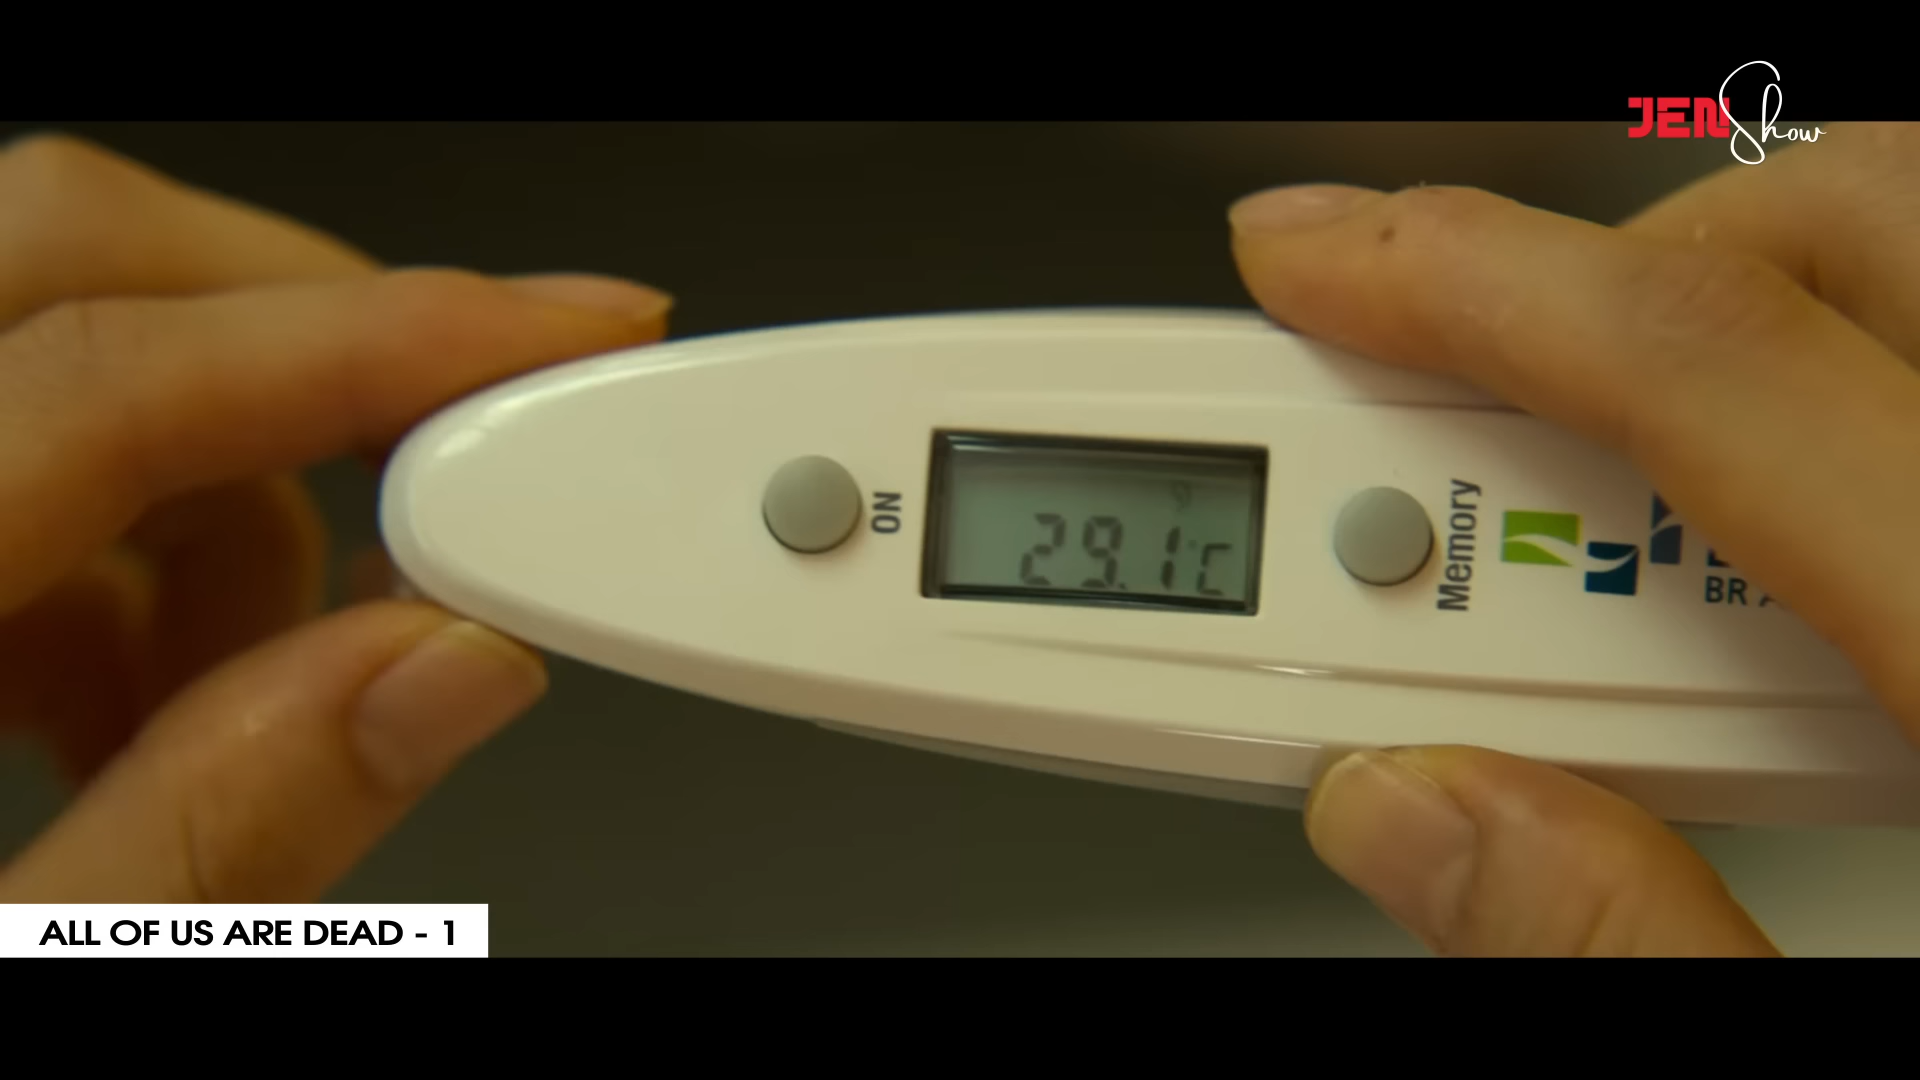 JEN Show
ON
29.1°C
Memory
BR
ALL OF US ARE DEAD - 1